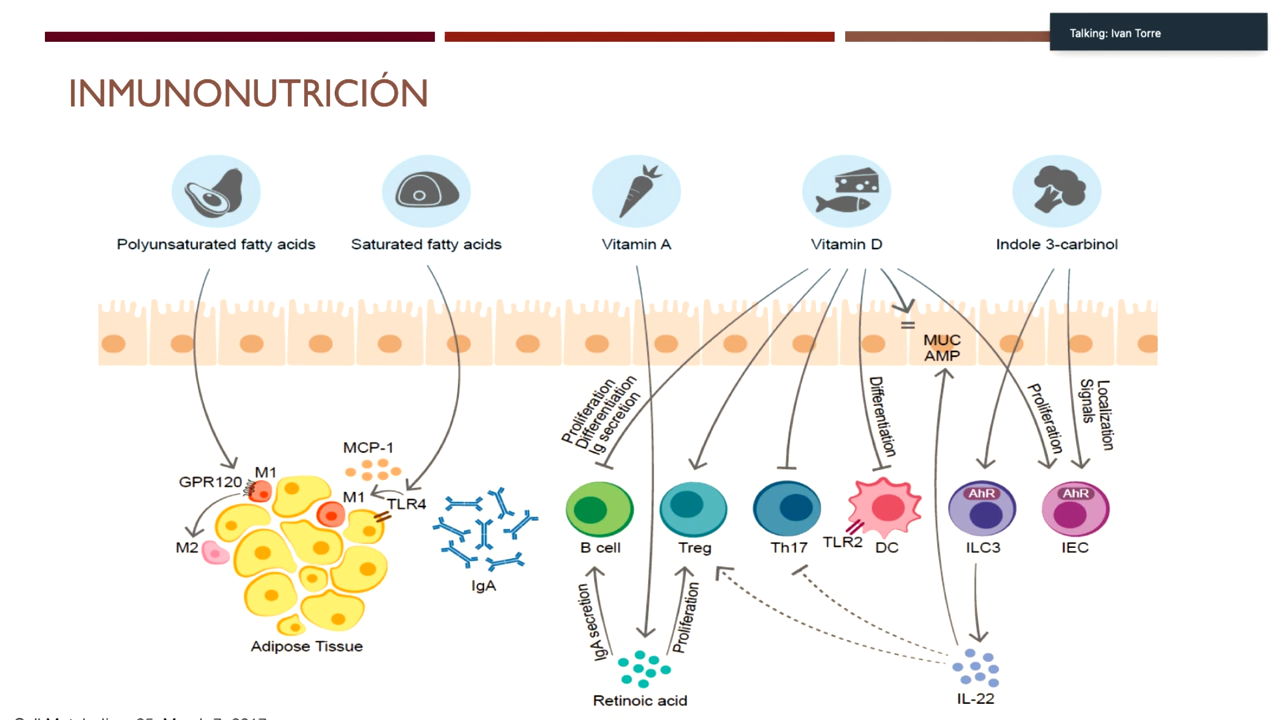 Talking: Ivan Torre
INMUNONUTRICIÓN
Polyunsaturated fatty acids
Saturated fatty acids
Vitamin A
Vitamin D
Indole 3-carbinol
=
MUC
AMP
Proliferation
Differentiation
Ig secretion
Differentiation
Proliferation
Localization
Signals
MCP-1
GPR120
M1
M1
TLR4
M2
IgA
Adipose Tissue
B cell
Treg
Th17
TLR2
DC
AhR
ILC3
AhR
IEC
IgA secretion
Proliferation
Retinoic acid
IL-22